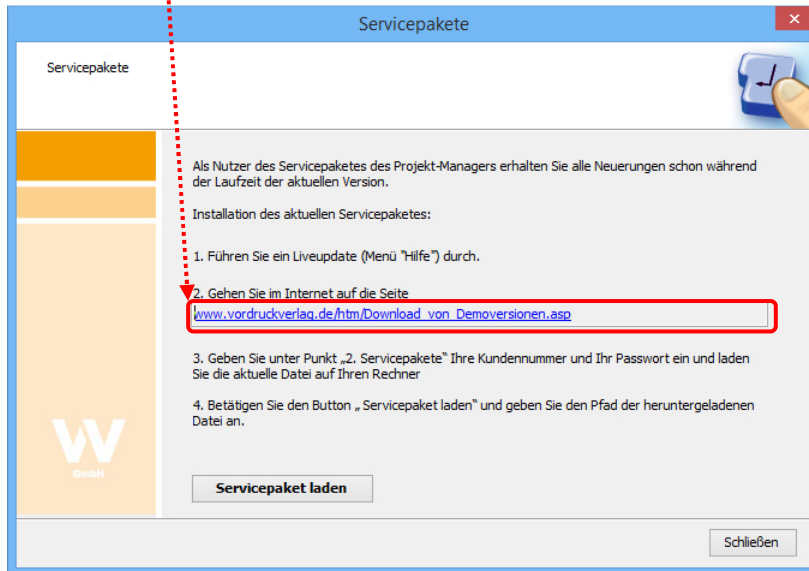 Servicepakete
Servicepakete
Als Nutzer des Servicepaketes des Projekt-Managers erhalten Sie alle Neuerungen schon während
der Laufzeit der aktuellen Version.
Installation des aktuellen Servicepaketes:
1. Führen Sie ein Liveupdate (Menü "Hilfe") durch.
2. Gehen Sie im Internet auf die Seite
www.vordruckverlag.de/htm/Download_von_Demoversionen.asp
3. Geben Sie unter Punkt „2. Servicepakete" Ihre Kundennummer und Ihr Passwort ein und laden
Sie die aktuelle Datei auf Ihren Rechner
4. Betätigen Sie den Button „ Servicepaket laden" und geben Sie den Pfad der heruntergeladenen
Datei an.
VV
GmbH
Servicepaket laden
Schließen